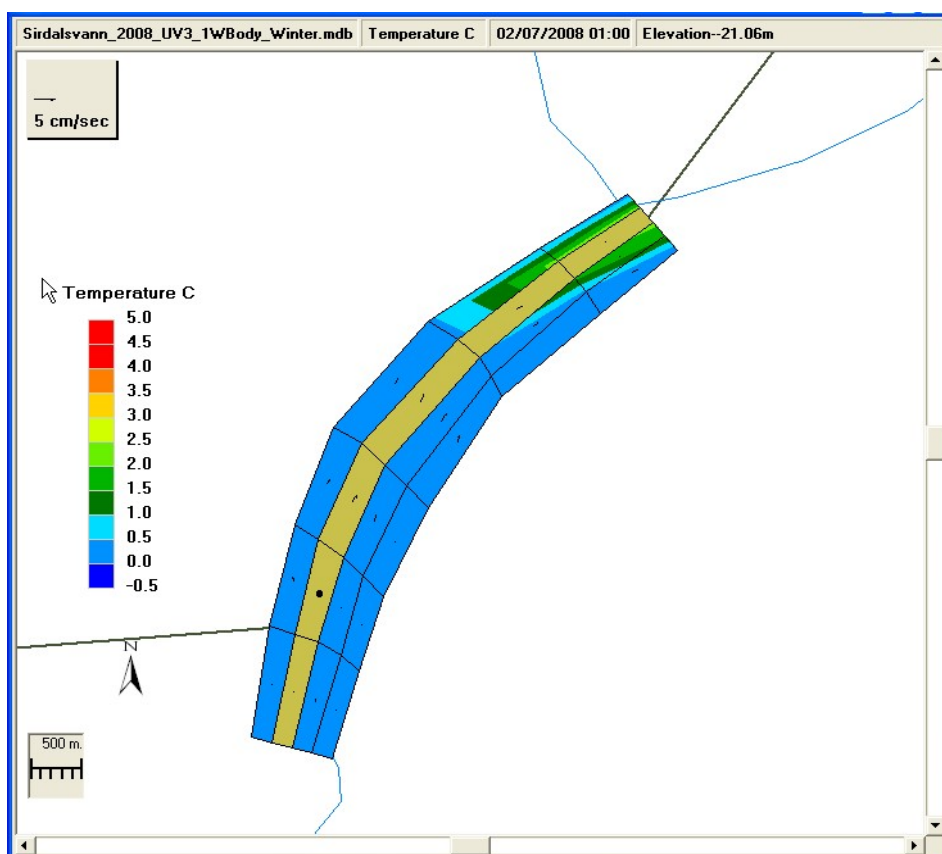 Sirdalsvann_2008_UV3_1WBody_Winter.mdb Temperature C 02/07/2008 01:00 Elevation--21.06m
5 cm/sec
Temperature C
5.0
4.5
4.0
3.5
3.0
2.5
2.0
1.5
1.0
0.5
0.0
-0.5
N
500 m.